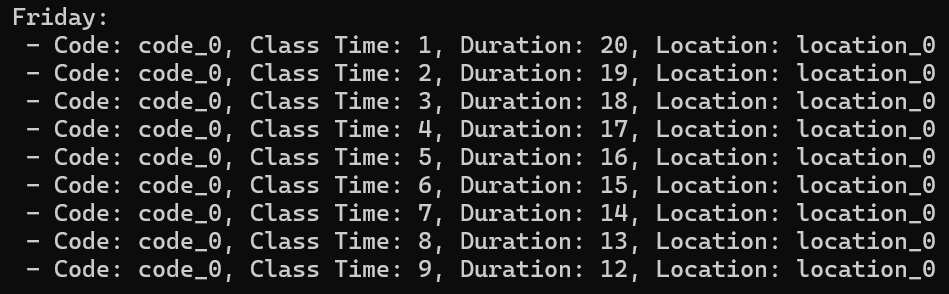 Friday:
- Code: code_0, Class Time: 1, Duration: 20, Location: location_0
- Code: code_0, Class Time: 2, Duration: 19, Location: location_0
- Code: code_0, Class Time: 3, Duration: 18, Location: location_0
- Code: code_0, Class Time: 4, Duration: 17, Location: location_0
- Code: code_0, Class Time: 5, Duration: 16, Location: location_0
- Code: code_0, Class Time: 6, Duration: 15, Location: location_0
- Code: code_0, Class Time: 7, Duration: 14, Location: location_0
- Code: code_0, Class Time: 8, Duration: 13, Location: location_0
- Code: code_0, Class Time: 9, Duration: 12, Location: location_0